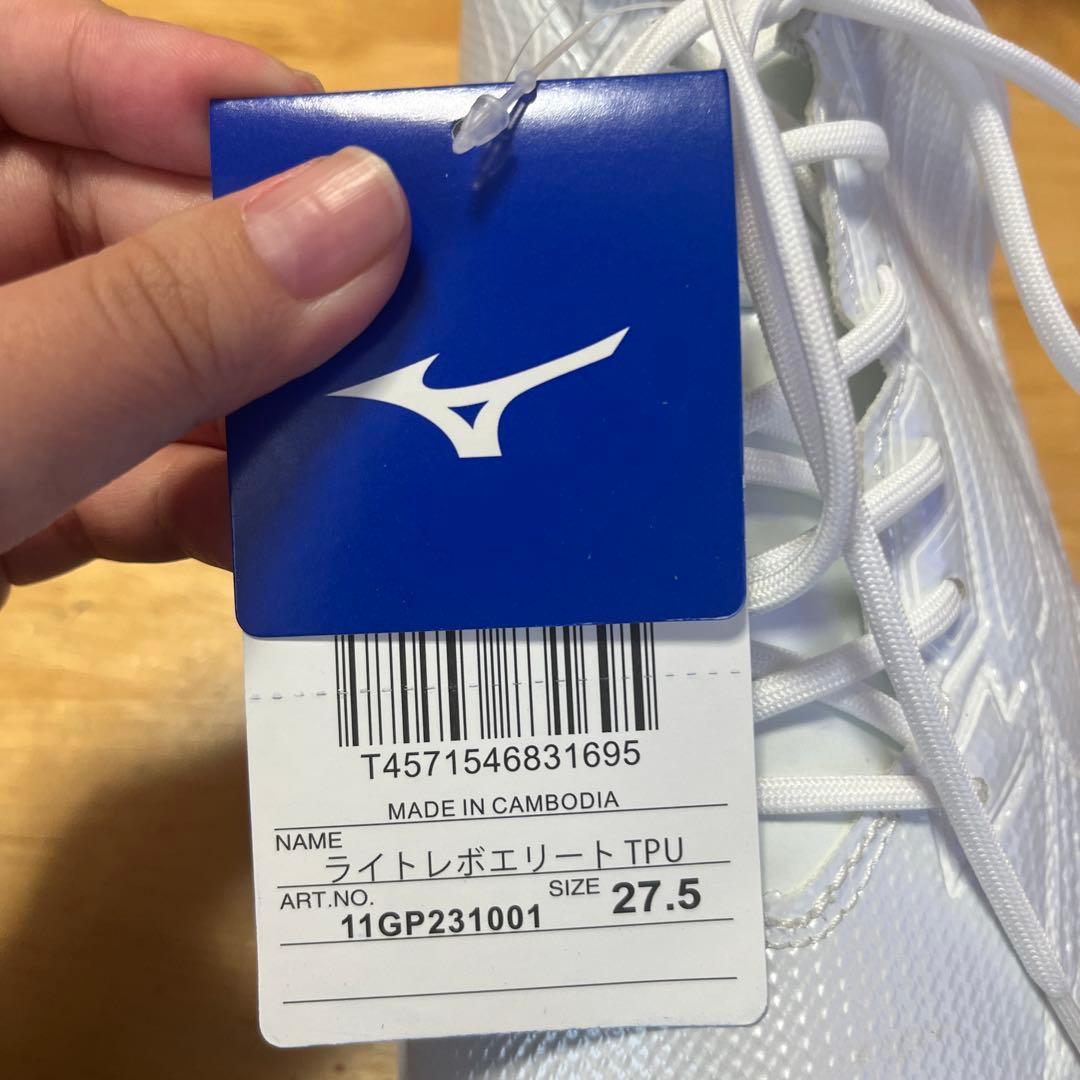 T4571546831695
MADE IN CAMBODIA
NAME
ライトレボエリート TPU
ART.NO.
11GP231001
SIZE 27.5